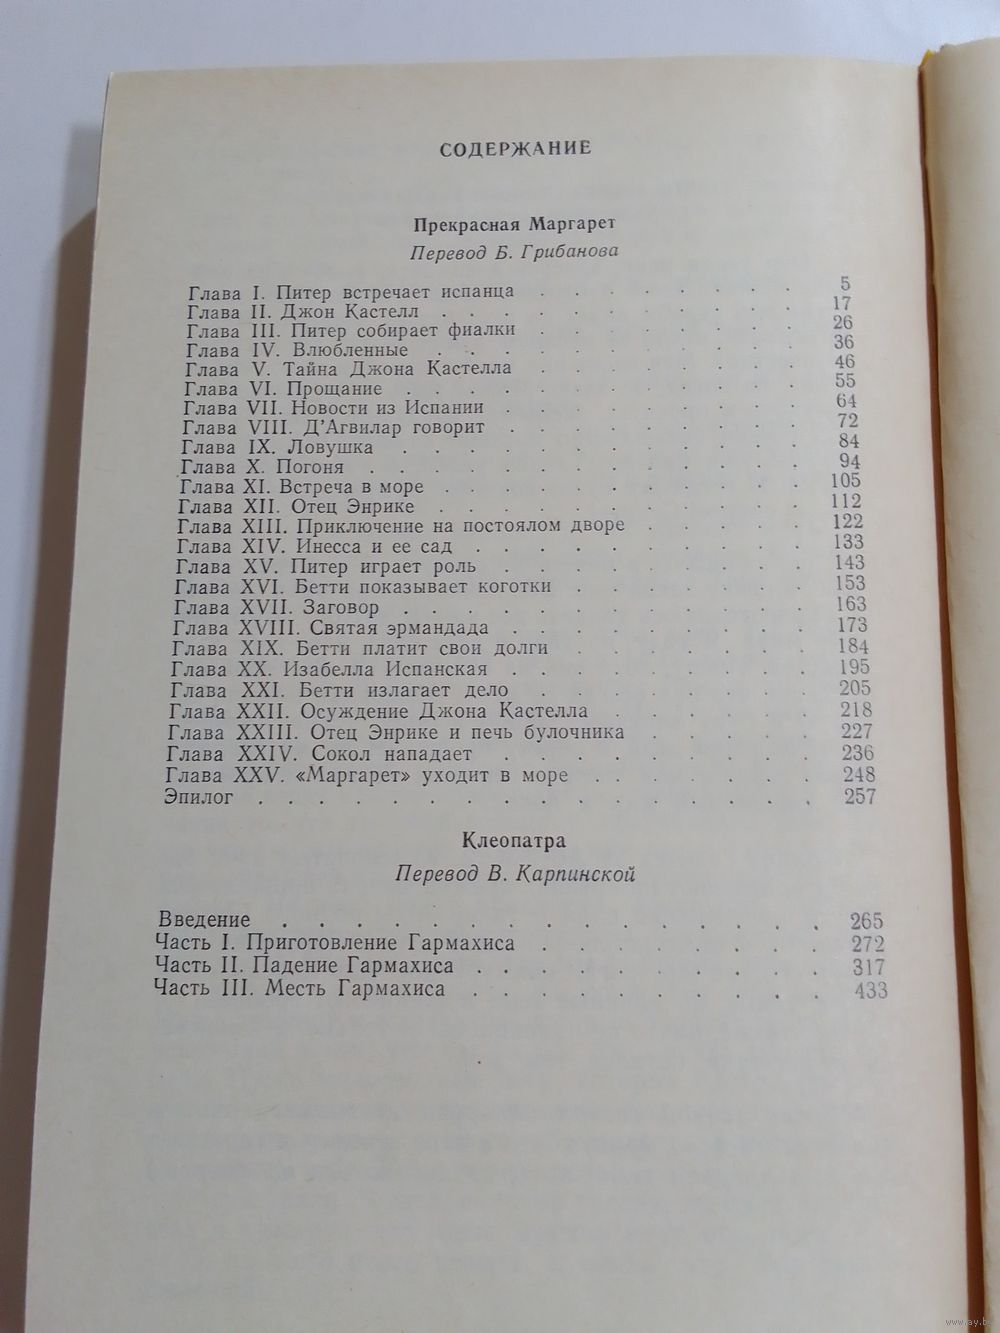 СОДЕРЖАНИЕ
Прекрасная Маргарет
Перевод Б. Грибанова
Глава I. Питер встречает испанца . . . . . . . . 5
Глава II. Джон Кастелл . . . . . . . . . . . 17
Глава III. Питер собирает фиалки . . . . . . . . 26
Глава IV. Влюбленные . . . . . . . . . . . 36
Глава V. Тайна Джона Кастелла . . . . . . . . 46
Глава VI. Прощание . . . . . . . . . . . . 55
Глава VII. Новости из Испании . . . . . . . . . 64
Глава VIII. Д’Агвилар говорит . . . . . . . . . 72
Глава IX. Ловушка . . . . . . . . . . . . 84
Глава X. Погоня . . . . . . . . . . . . . 94
Глава XI. Встреча в море . . . . . . . . . . . 105
Глава XII. Отец Энрике . . . . . . . . . . . 112
Глава XIII. Приключение на постоялом дворе . . . . . 122
Глава XIV. Инесса и ее сад . . . . . . . . . . 133
Глава XV. Питер играет роль . . . . . . . . . 143
Глава XVI. Бетти показывает коготки . . . . . . . 153
Глава XVII. Заговор . . . . . . . . . . . . 163
Глава XVIII. Святая эрмандада . . . . . . . . . 173
Глава XIX. Бетти платит свои долги . . . . . . . 184
Глава XX. Изабелла Испанская . . . . . . . . . 195
Глава XXI. Бетти излагает дело . . . . . . . . 205
Глава XXII. Осуждение Джона Кастелла . . . . . . 218
Глава XXIII. Отец Энрике и печь булочника . . . . . 227
Глава XXIV. Сокол нападает . . . . . . . . . 236
Глава XXV. «Маргарет» уходит в море . . . . . . 248
Эпилог . . . . . . . . . . . . . . . . 257
Клеопатра
Перевод В. Карпинской
Введение . . . . . . . . . . . . . . . 265
Часть I. Приготовление Гармахиса . . . . . . . . 272
Часть II. Падение Гармахиса . . . . . . . . . . 317
Часть III. Месть Гармахиса . . . . . . . . . . 433
www.ay.by